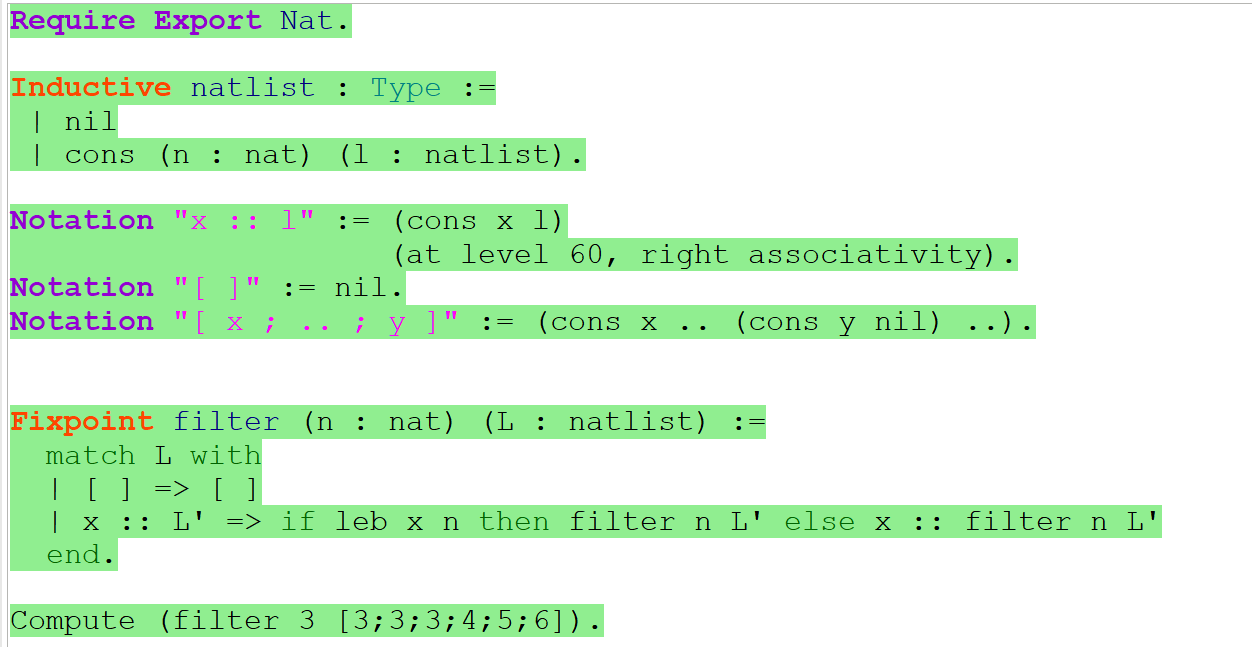 Require Export Nat.
Inductive natlist : Type :=
 | nil
 | cons (n : nat) (l : natlist).
Notation "x :: l" := (cons x l)
                     (at level 60, right associativity).
Notation "[ ]" := nil.
Notation "[ x ; .. ; y ]" := (cons x .. (cons y nil) ..).
Fixpoint filter (n : nat) (L : natlist) :=
  match L with
  | [ ] => [ ]
  | x :: L' => if leb x n then filter n L' else x :: filter n L'
  end.
Compute (filter 3 [3;3;3;4;5;6]).